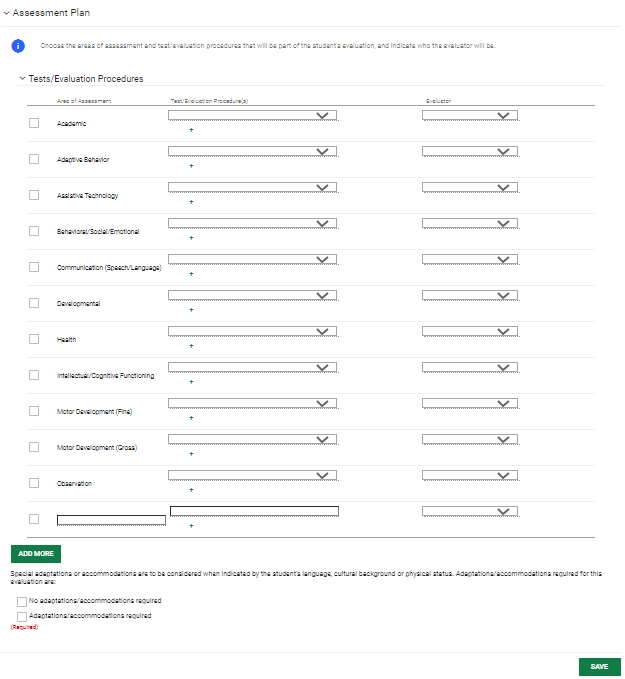 Assessment Plan
Choose the areas of assessment and test/evaluation procedures that will be part of the student's evaluation, and indicate who the evaluator will be.
Tests/Evaluation Procedures
Area of Assessment Test/Evaluation Procedure(s) Evaluator
Academic
+
Adaptive Behavior
+
Assistive Technology
+
Behavioral/Social/Emotional
+
Communication (Speech/Language)
+
Developmental
+
Health
+
Intellectual/Cognitive Functioning
+
Motor Development (Fine)
+
Motor Development (Gross)
+
Observation
+
+
ADD MORE
Special adaptations or accommodations are to be considered when indicated by the student's language, cultural background or physical status. Adaptations/accommodations required for this
evaluation are:
No adaptations/accommodations required
Adaptations/accommodations required
(Required)
SAVE